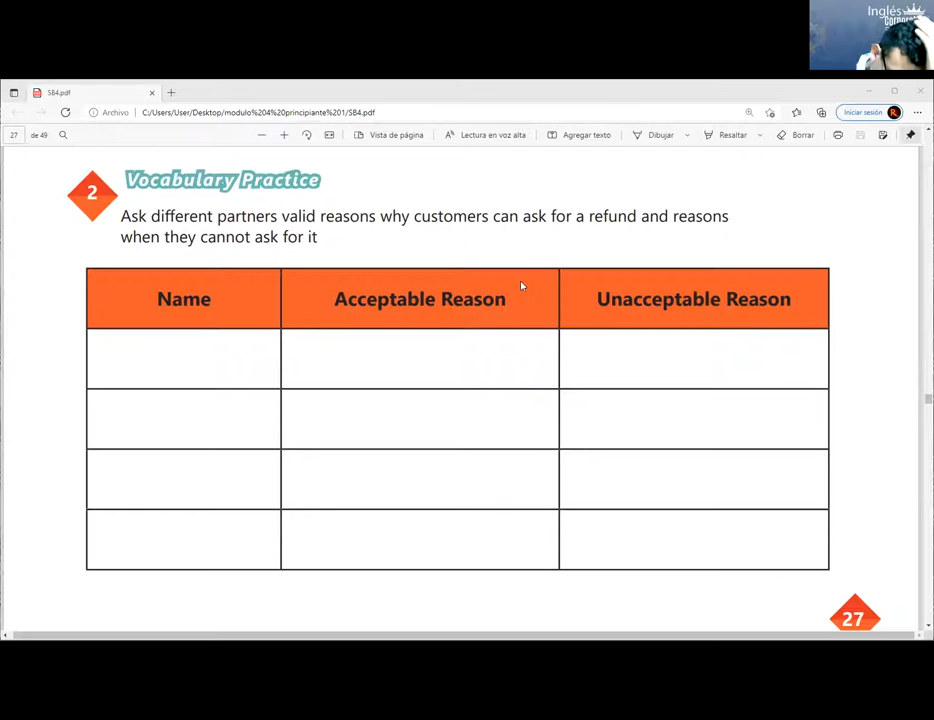 Inglés
SB4.pdf
Archivo
C:/Users/User/Desktop/modulo%204%20principiante%201/SB4.pdf
Iniciar sesión
R
27
de 49
Vista de página
Lectura en voz alta
Agregar texto
Dibujar
Resaltar
Borrar
2
Vocabulary Practice
Ask different partners valid reasons why customers can ask for a refund and reasons
when they cannot ask for it
Name
Acceptable Reason
Unacceptable Reason
27